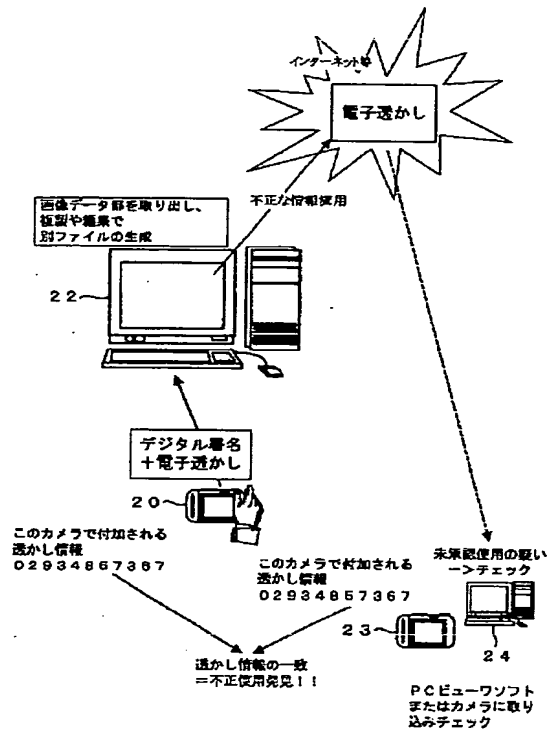 インターネット等
電子透かし
不正な情報使用
画像データ部を取り出し、
複製や編集で
別ファイルの生成
22
デジタル署名
+電子透かし
20
このカメラで付加される
透かし情報
02934857367
このカメラで付加される
透かし情報
02934857367
未承認使用の疑い
ー>チェック
23
24
透かし情報の一致
=不正使用発見!!
PCビューワソフト
またはカメラに取り
込みチェック